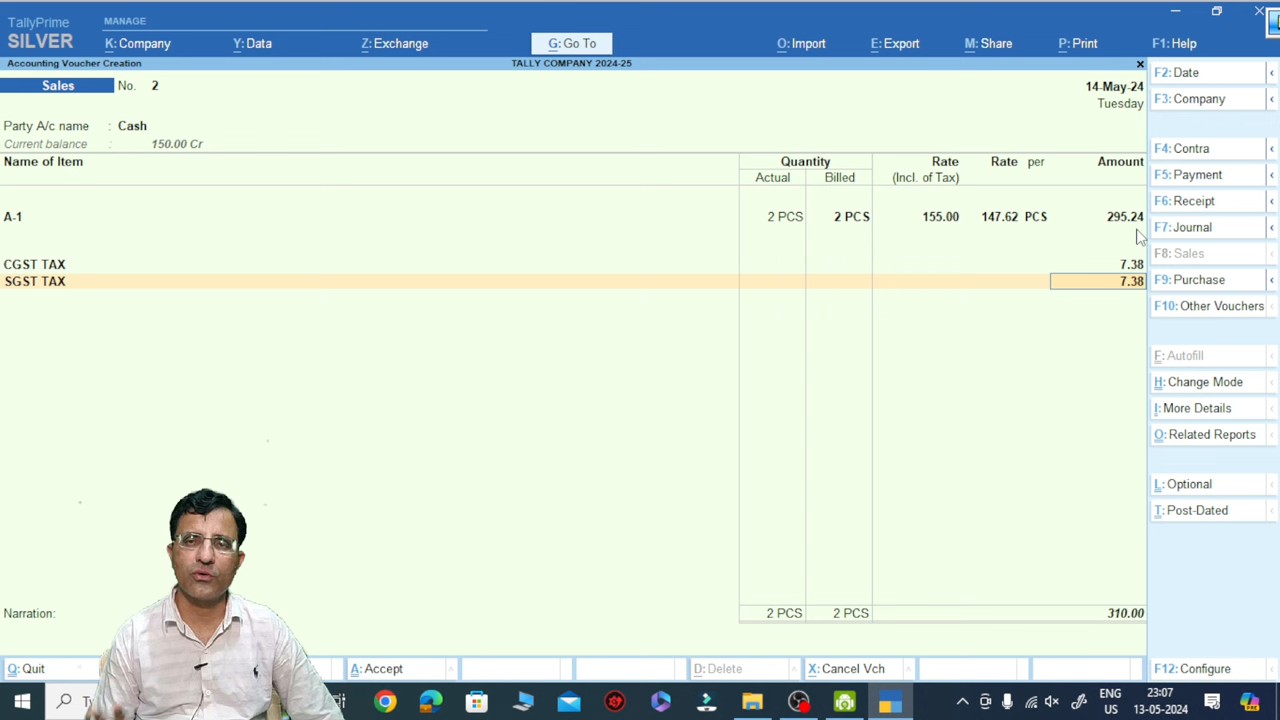 TallyPrime
MANAGE
SILVER
K: Company
Y: Data
Z: Exchange
G: Go To
O: Import
E: Export
M: Share
P: Print
F1: Help
Accounting Voucher Creation
TALLY COMPANY 2024-25
Sales No. 2
14-May-24
Tuesday
Party A/c name : Cash
Current balance : 150.00 Cr
Name of Item Quantity Rate Rate per Amount
Actual Billed (Incl. of Tax)
A-1 2 PCS 2 PCS 155.00 147.62 PCS 295.24
CGST TAX 7.38
SGST TAX 7.38
Narration: 2 PCS 2 PCS 310.00
F2: Date
F3: Company
F4: Contra
F5: Payment
F6: Receipt
F7: Journal
F8: Sales
F9: Purchase
F10: Other Vouchers
F: Autofill
H: Change Mode
I: More Details
O: Related Reports
L: Optional
T: Post-Dated
Q: Quit
A: Accept
D: Delete
X: Cancel Vch
F12: Configure
ENG
US
23:07
13-05-2024